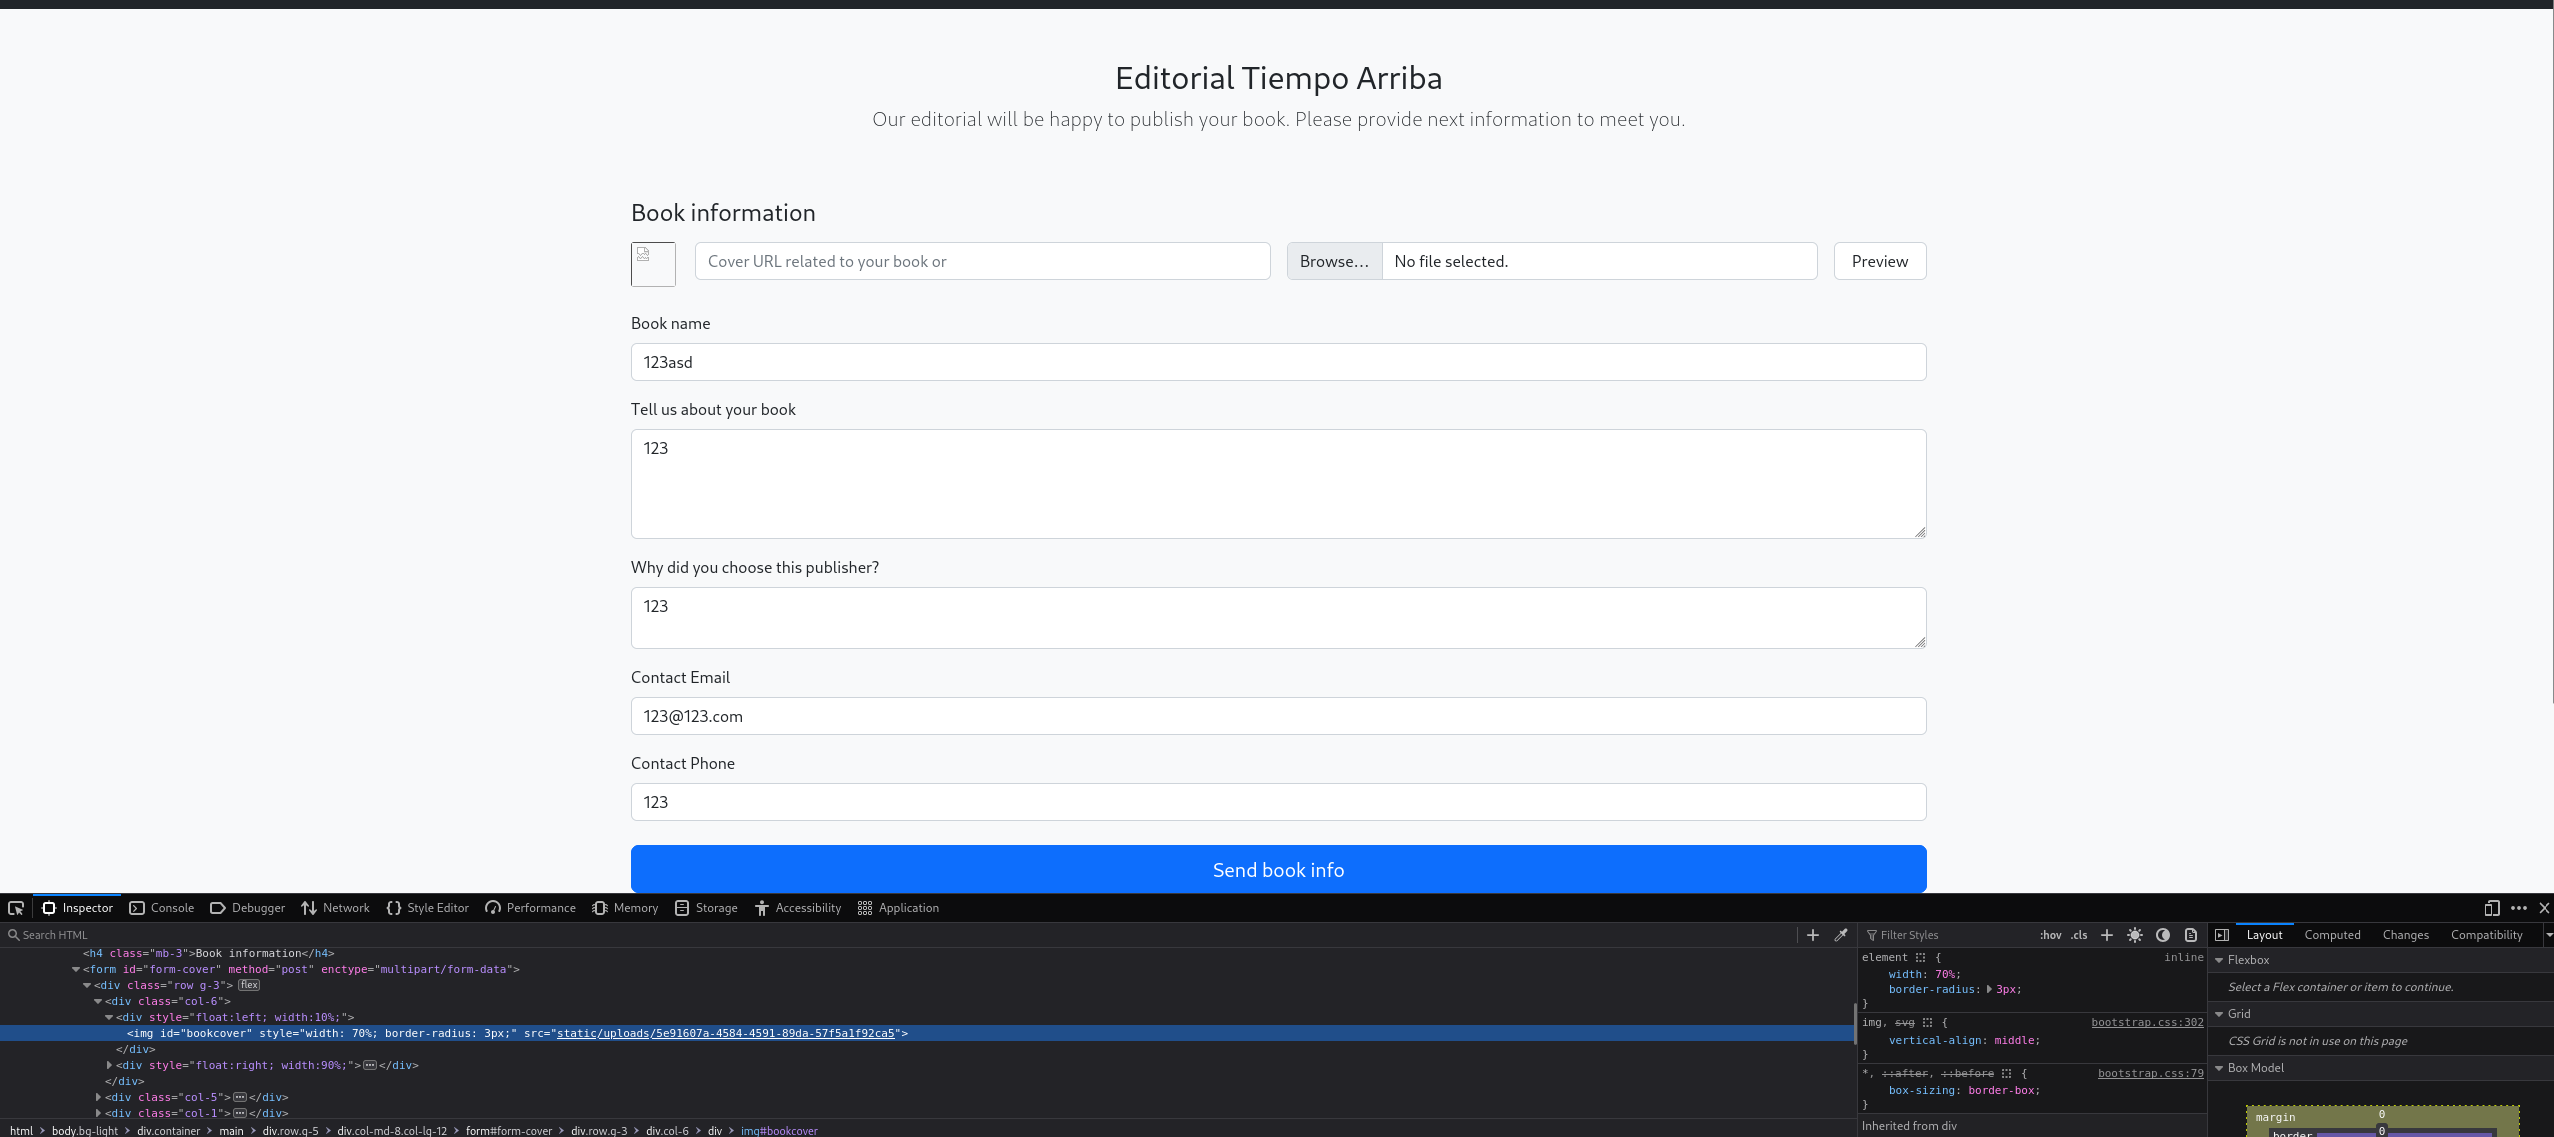 Editorial Tiempo Arriba
Our editorial will be happy to publish your book. Please provide next information to meet you.
Book information
Cover URL related to your book or
Browse...
No file selected.
Preview
Book name
123asd
Tell us about your book
123
Why did you choose this publisher?
123
Contact Email
123@123.com
Contact Phone
123
Send book info
Inspector Console Debugger Network Style Editor Performance Memory Storage Accessibility Application
Search HTML
<h4 class="mb-3">Book information</h4>
<form id="form-cover" method="post" enctype="multipart/form-data">
<div class="row g-3"> flex
<div class="col-6">
<div style="float:left; width:10%;">
<img id="bookcover" style="width: 70%; border-radius: 3px;" src="static/uploads/5e91607a-4584-4591-89da-57f5a1f92ca5">
</div>
<div style="float:right; width:90%;"></div>
</div>
<div class="col-5"></div>
<div class="col-1"></div>
html > body.bg-light > div.container > main > div.row.g-5 > div.col-md-8.col-lg-12 > form#form-cover > div.row.g-3 > div.col-6 > div > img#bookcover
Filter Styles :hov .cls
element { inline
width: 70%;
border-radius: 3px;
}
img, svg { bootstrap.css:302
vertical-align: middle;
}
*, ::after, ::before { bootstrap.css:79
box-sizing: border-box;
}
Inherited from div
Layout Computed Changes Compatibility
Flexbox
Select a Flex container or item to continue.
Grid
CSS Grid is not in use on this page
Box Model
margin 0
border 0